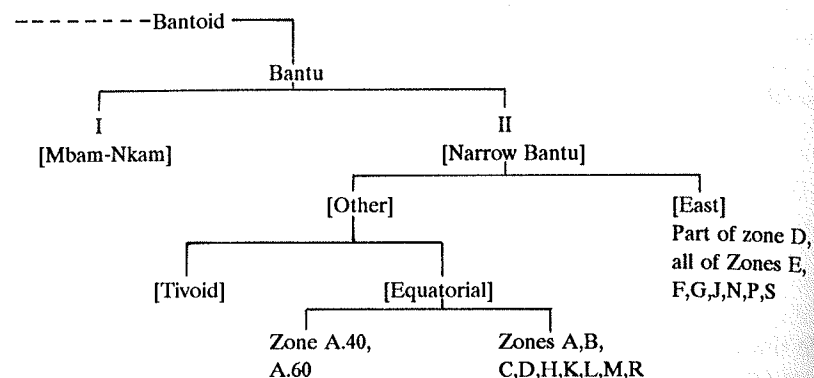 Bantoid
Bantu
I
II
[Mbam-Nkam]
[Narrow Bantu]
[Other]
[East]
Part of zone D,
all of Zones E,
F,G,J,N,P,S
[Tivoid]
[Equatorial]
Zone A.40,
A.60
Zones A,B,
C,D,H,K,L,M,R